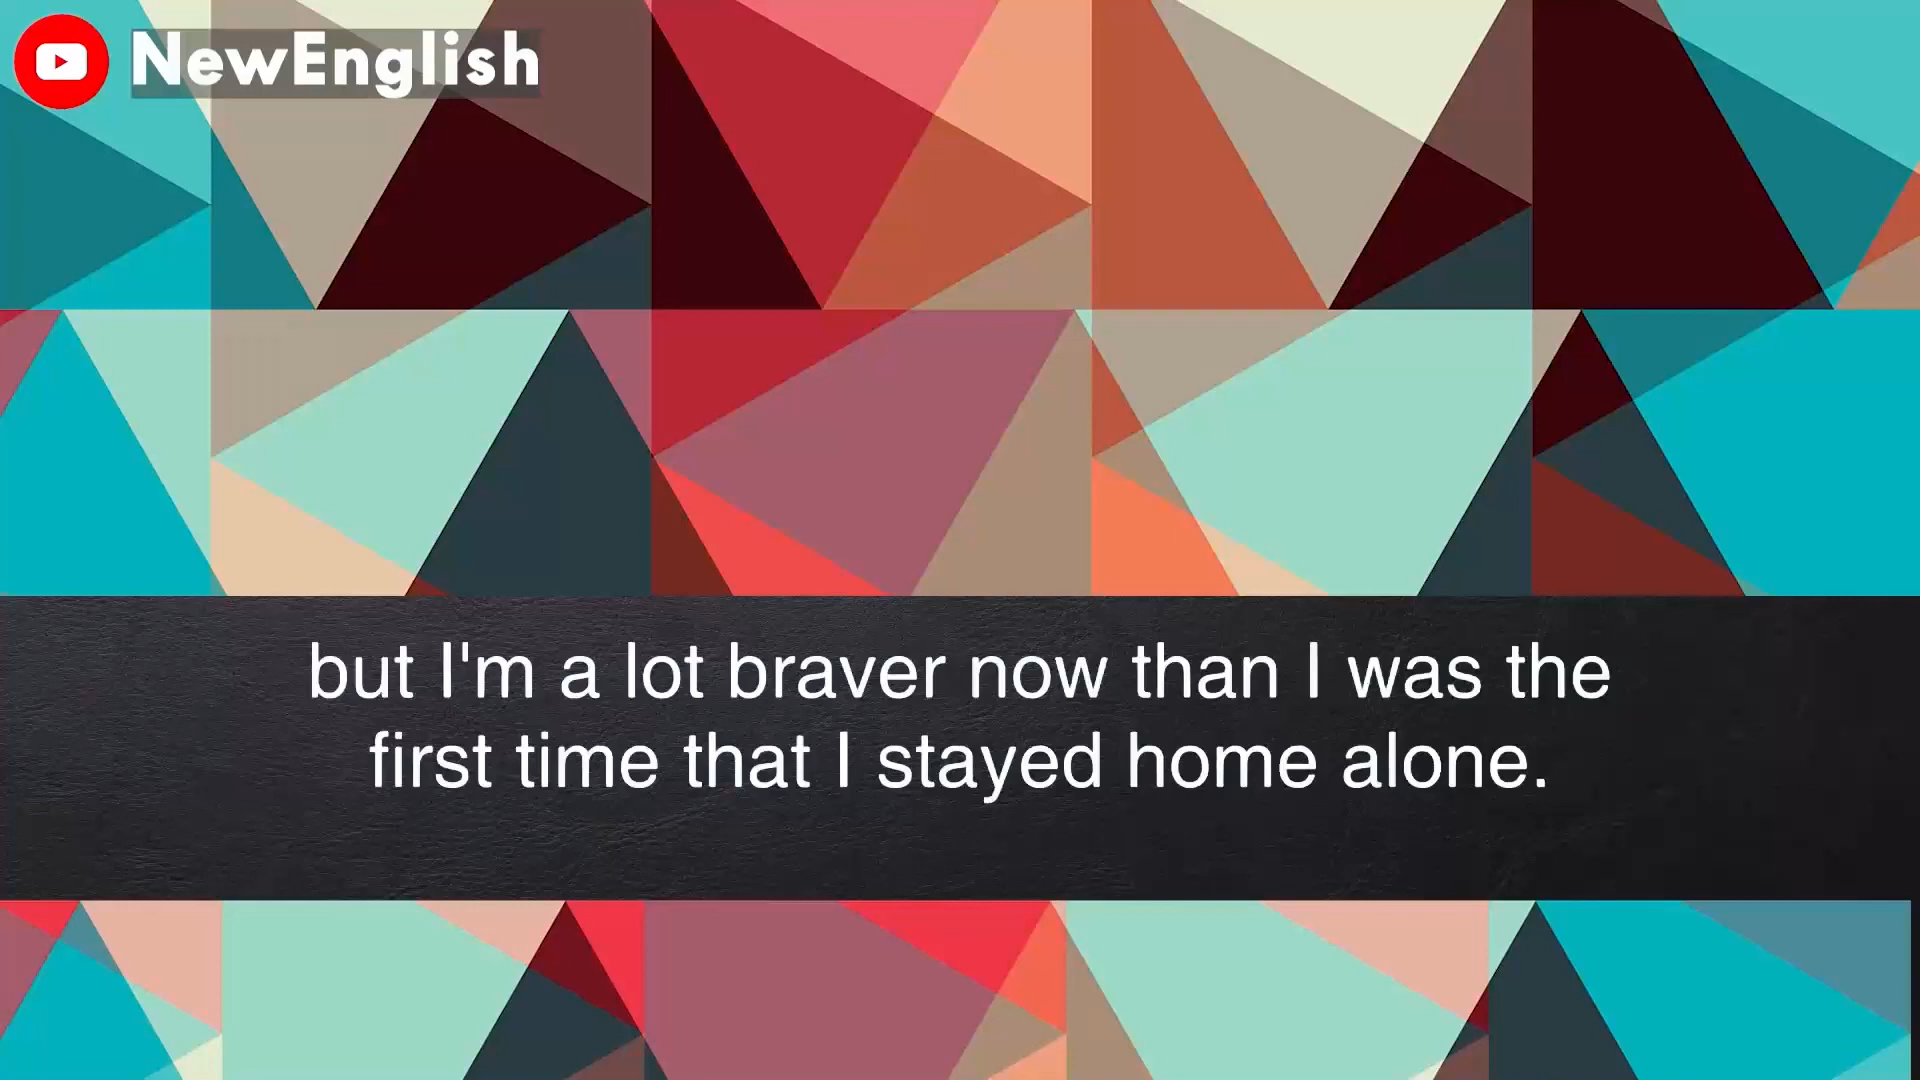 NewEnglish
but I'm a lot braver now than I was the
first time that I stayed home alone.